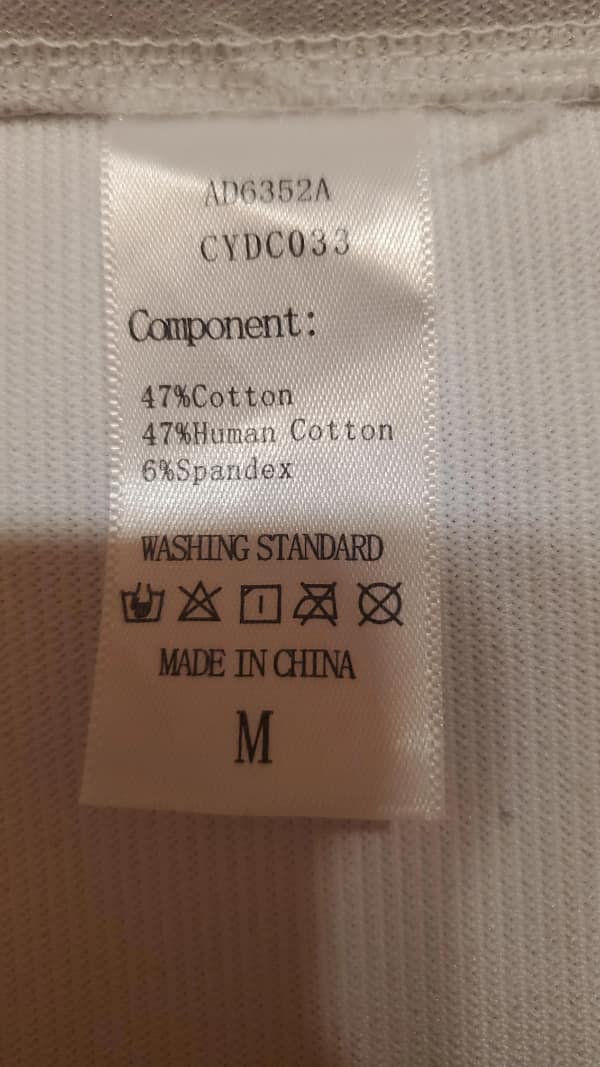 AD6352A
CYDC033
Component:
47%Cotton
47%Human Cotton
6%Spandex
WASHING STANDARD
MADE IN CHINA
M